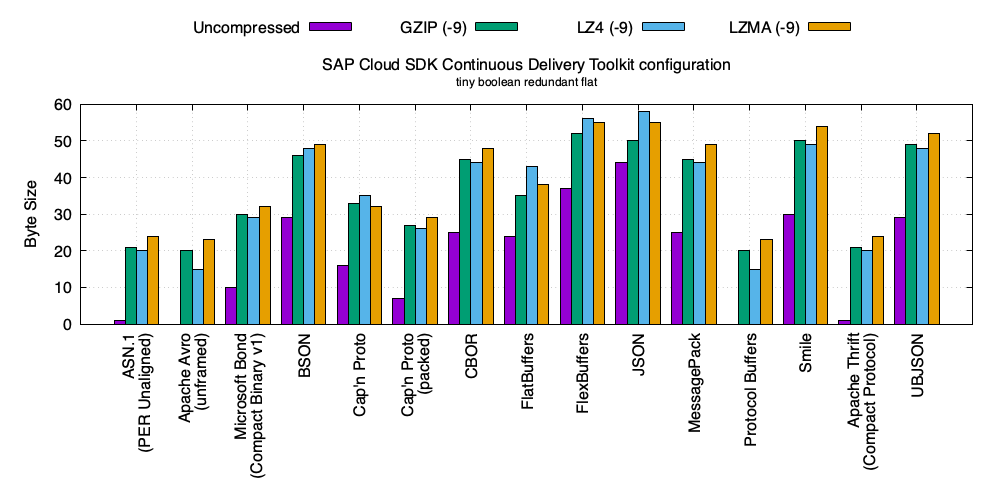 Uncompressed GZIP (-9) LZ4 (-9) LZMA (-9)
SAP Cloud SDK Continuous Delivery Toolkit configuration
tiny boolean redundant flat
Byte Size
60
50
40
30
20
10
0
ASN.1
(PER Unaligned)
Apache Avro
(unframed)
Microsoft Bond
(Compact Binary v1)
BSON
Cap'n Proto
Cap'n Proto
(packed)
CBOR
FlatBuffers
FlexBuffers
JSON
MessagePack
Protocol Buffers
Smile
Apache Thrift
(Compact Protocol)
UBJSON